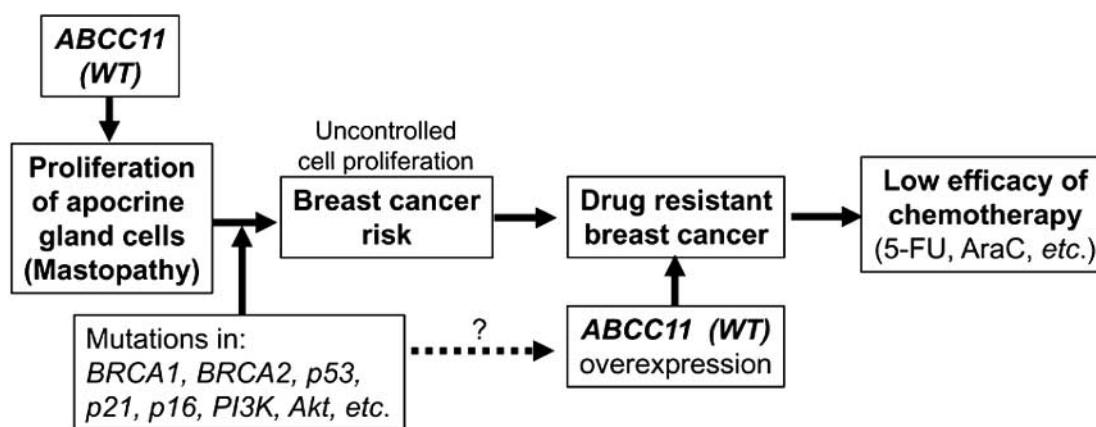 ABCC11
(WT)
Proliferation
of apocrine
gland cells
(Mastopathy)
Uncontrolled
cell proliferation
Breast cancer
risk
Drug resistant
breast cancer
Low efficacy of
chemotherapy
(5-FU, AraC, etc.)
Mutations in:
BRCA1, BRCA2, p53,
p21, p16, PI3K, Akt, etc.
?
ABCC11 (WT)
overexpression